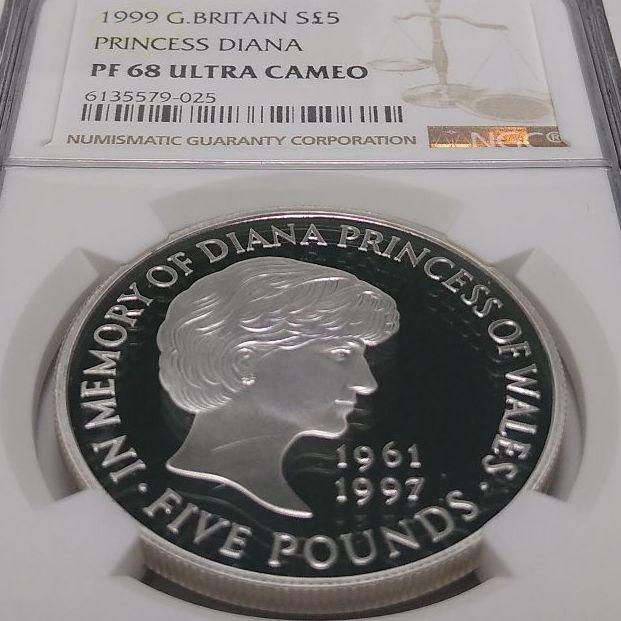 1999 G.BRITAIN S£5
PRINCESS DIANA
PF 68 ULTRA CAMEO
6135579-025
NUMISMATIC GUARANTY CORPORATION
NGC®
IN MEMORY OF DIANA PRINCESS OF WALES
1961
1997
· FIVE POUNDS ·